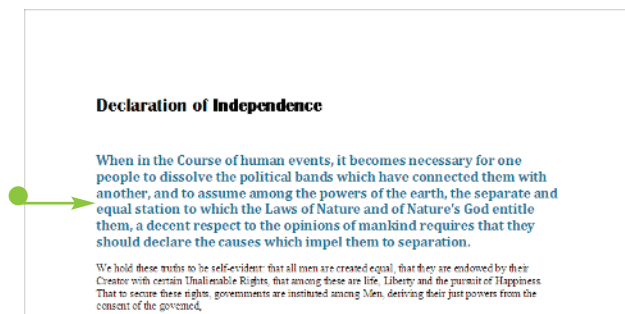 Declaration of Independence
When in the Course of human events, it becomes necessary for one
people to dissolve the political bands which have connected them with
another, and to assume among the powers of the earth, the separate and
equal station to which the Laws of Nature and of Nature's God entitle
them, a decent respect to the opinions of mankind requires that they
should declare the causes which impel them to separation.
We hold these truths to be self-evident: that all men are created equal, that they are endowed by their
Creator with certain Unalienable Rights, that among these are life, Liberty and the pursuit of Happiness.
That to secure these rights, governments are instituted among Men, deriving their just powers from the
consent of the governed,